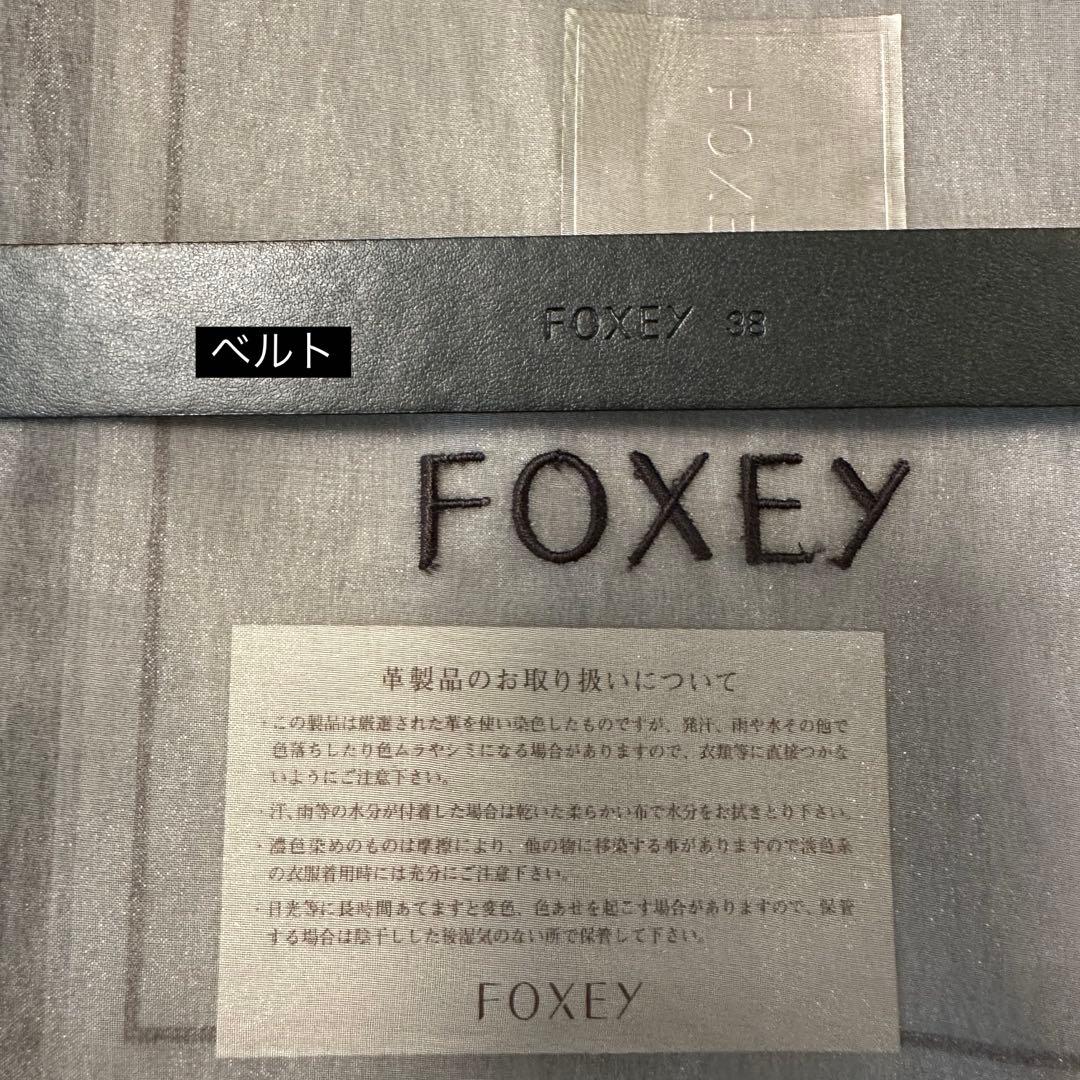 FOXEY
FOXEY 38
ベルト
FOXEY
革製品のお取り扱いについて
・この製品は厳選された革を使い染色したものですが、発汗、雨や水その他で
色落ちしたり色ムラやシミになる場合がありますので、衣類等に直接つかな
いようにご注意下さい。
・汗、雨等の水分が付着した場合は乾いた柔らかい布で水分をお拭きとり下さい。
・濃色染めのものは摩擦により、他の物に移染する事がありますので淡色系
の衣服着用時には充分にご注意下さい。
・日光等に長時間あてますと変色、色あせを起こす場合がありますので、保管
する場合は陰干しした後湿気のない所で保管して下さい。
FOXEY